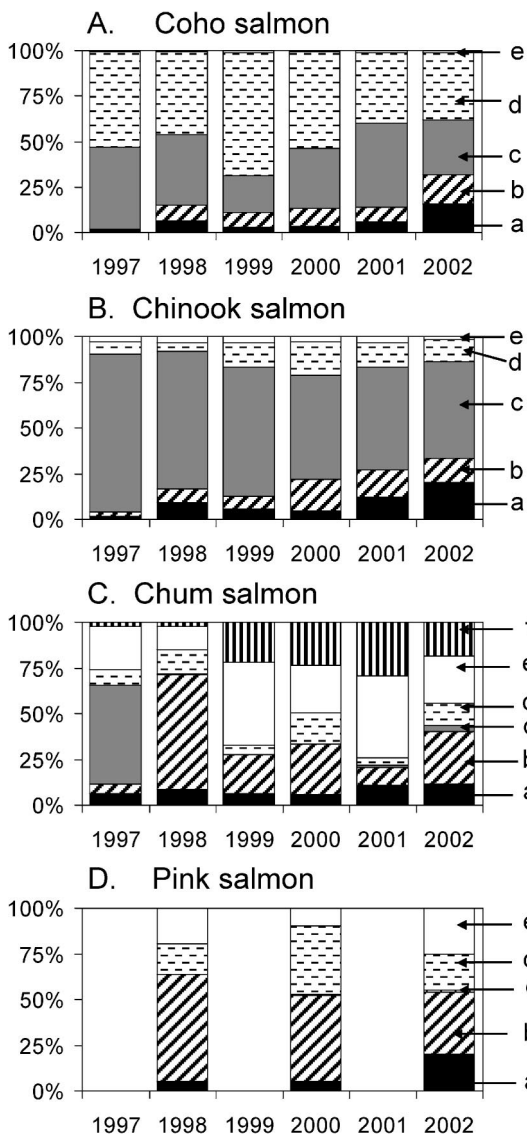 A. Coho salmon
100%
75%
50%
25%
0%
e
d
c
b
a
1997 1998 1999 2000 2001 2002
B. Chinook salmon
100%
75%
50%
25%
0%
e
d
c
b
a
1997 1998 1999 2000 2001 2002
C. Chum salmon
100%
75%
50%
25%
0%
e
b
a
1997 1998 1999 2000 2001 2002
D. Pink salmon
100%
75%
50%
25%
0%
e
b
a
1997 1998 1999 2000 2001 2002